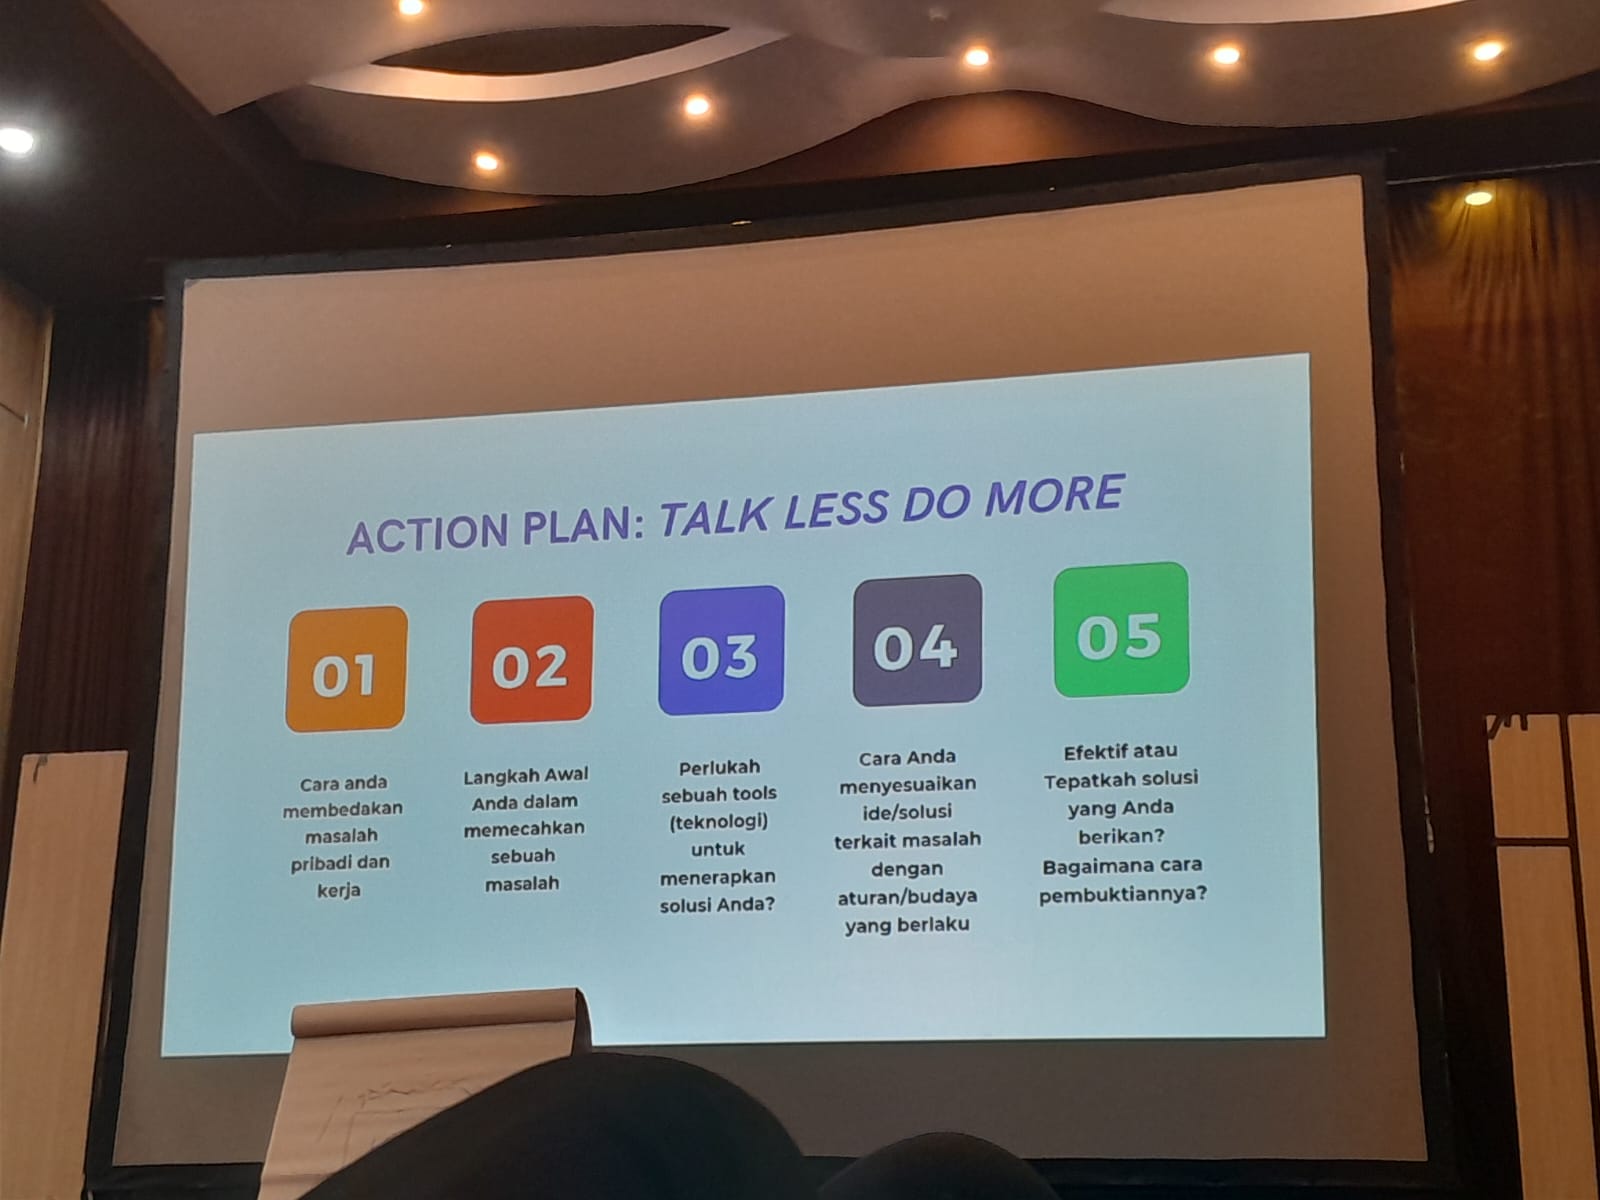 ACTION PLAN: TALK LESS DO MORE
01
Cara anda
membedakan
masalah
pribadi dan
kerja
02
Langkah Awal
Anda dalam
memecahkan
sebuah
masalah
03
Perlukah
sebuah tools
(teknologi)
untuk
menerapkan
solusi Anda?
04
Cara Anda
menyesuaikan
ide/solusi
terkait masalah
dengan
aturan/budaya
yang berlaku
05
Efektif atau
Tepatkah solusi
yang Anda
berikan?
Bagaimana cara
pembuktiannya?